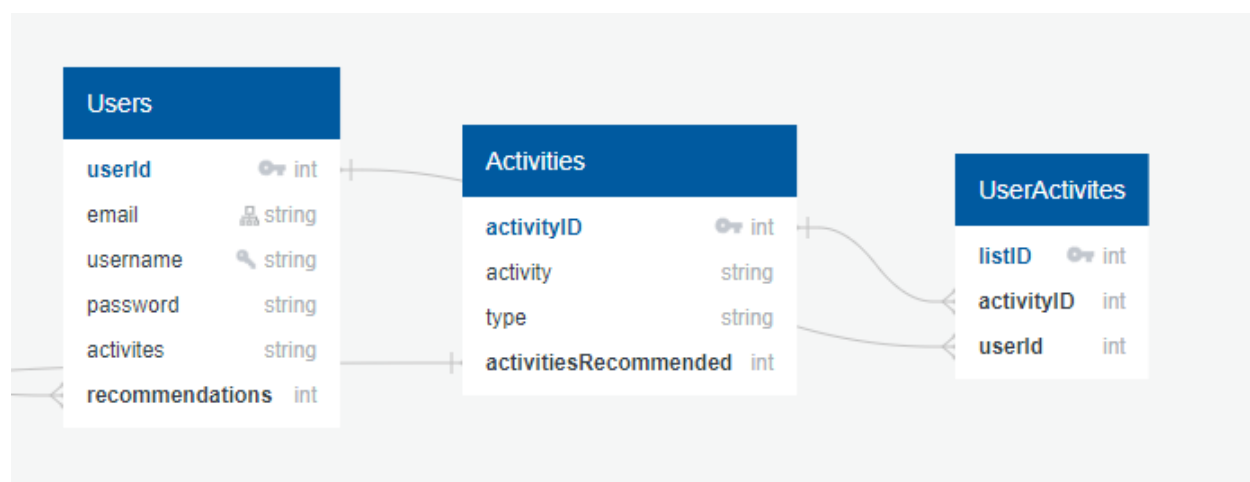 Users
userId int
email string
username string
password string
activites string
recommendations int
Activities
activityID int
activity string
type string
activitiesRecommended int
UserActivites
listID int
activityID int
userId int